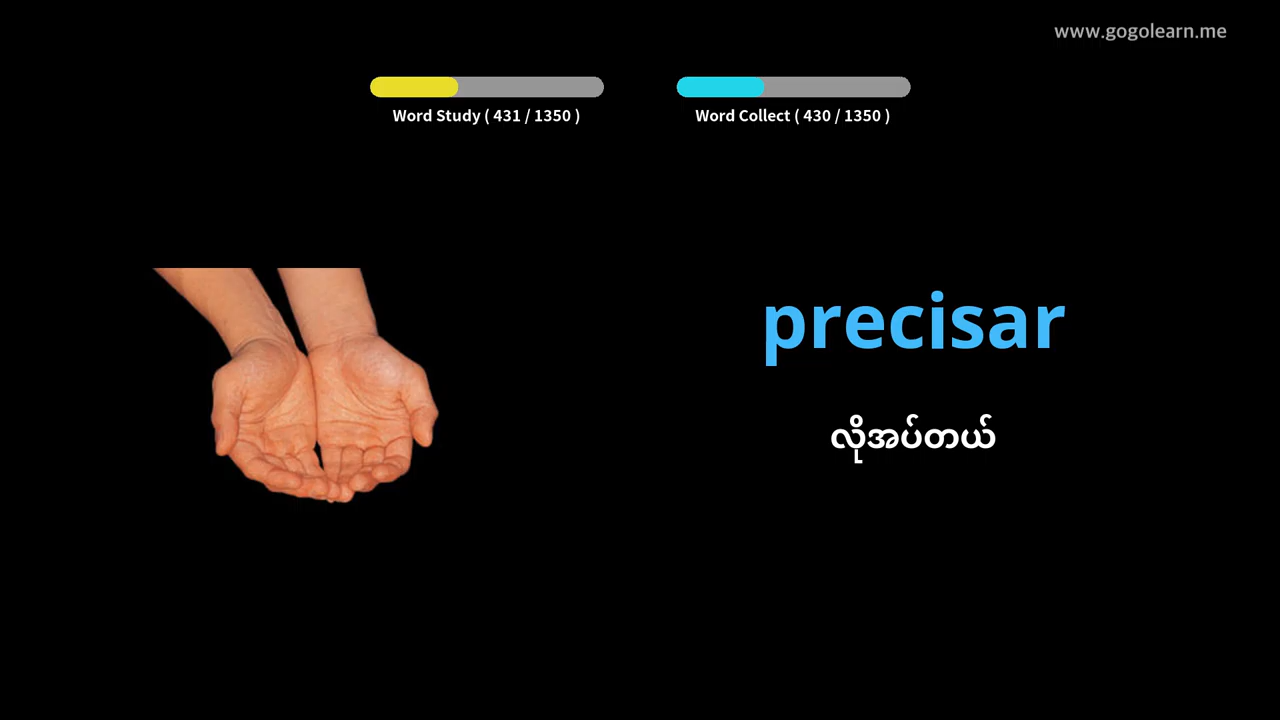 www.gogolearn.me
Word Study ( 431 / 1350 )
Word Collect ( 430 / 1350 )
precisar
လိုအပ်တယ်